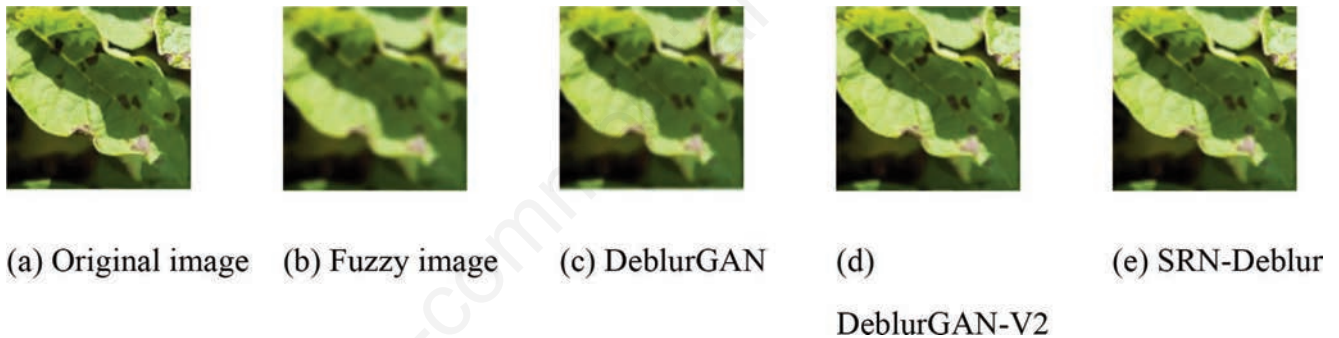 (a) Original image (b) Fuzzy image (c) DeblurGAN (d) (e) SRN-Deblur
DeblurGAN-V2